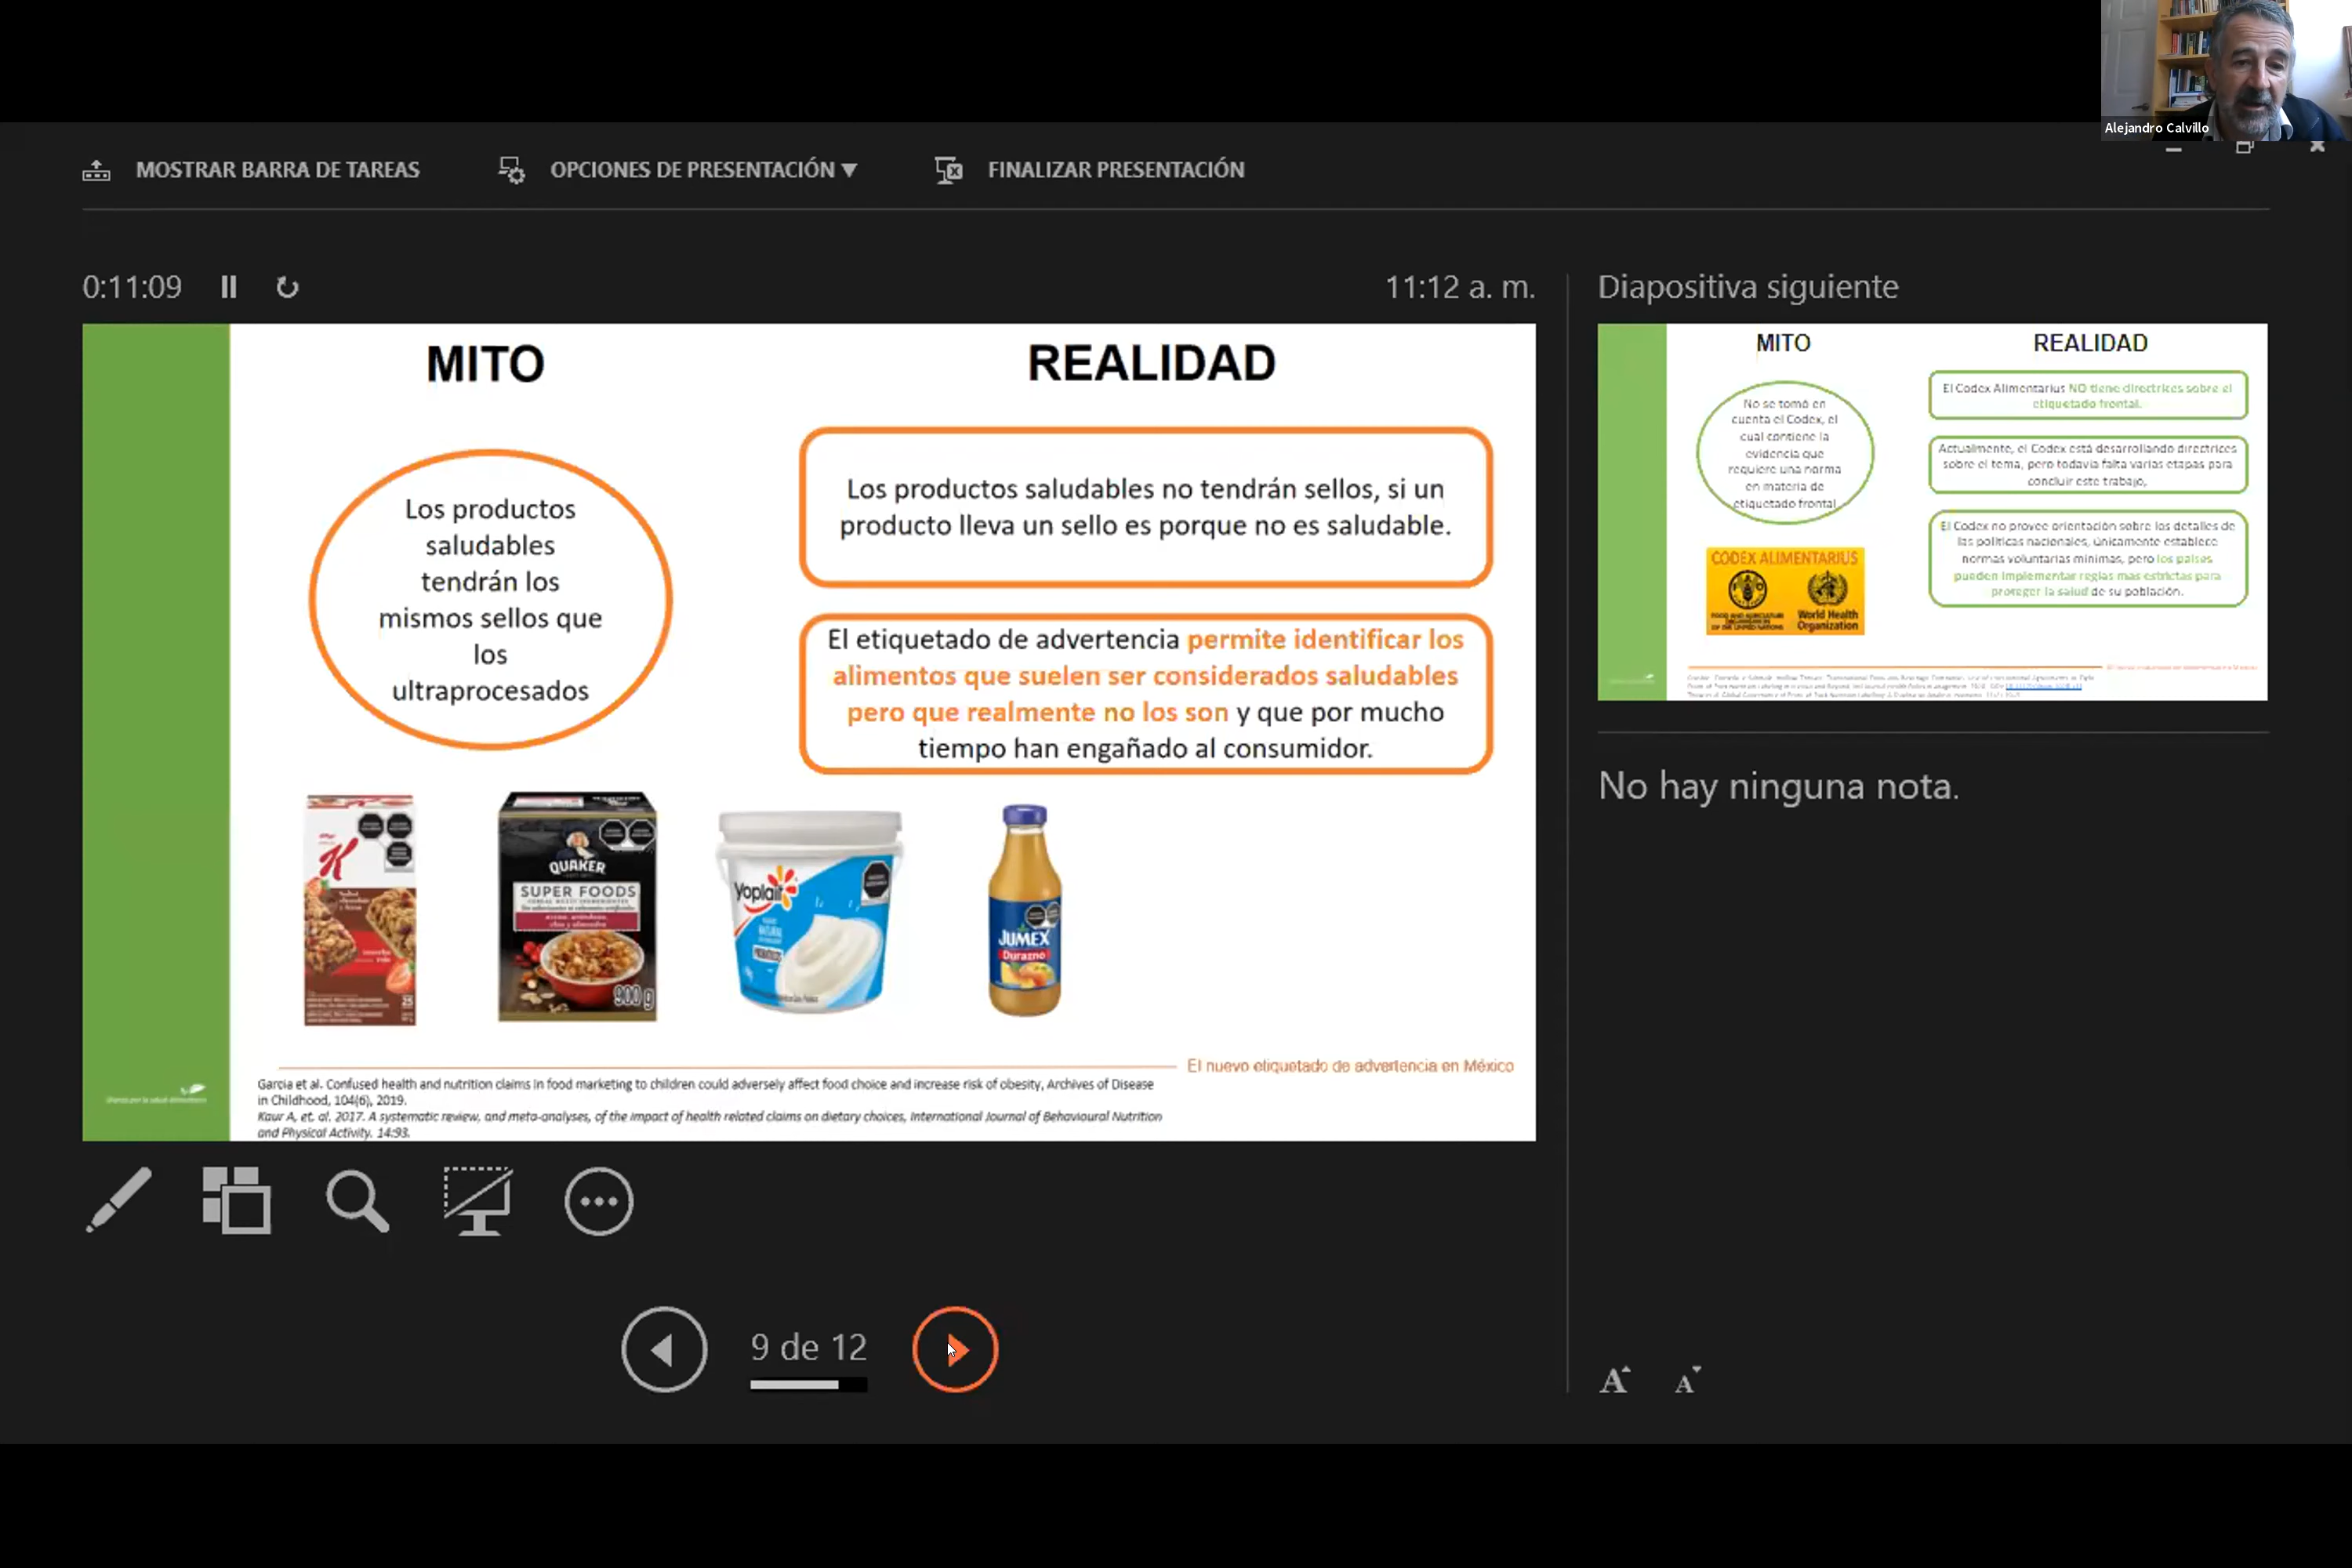 Alejandro Calvillo
MOSTRAR BARRA DE TAREAS
OPCIONES DE PRESENTACIÓN
FINALIZAR PRESENTACIÓN
0:11:09
11:12 a. m.
Diapositiva siguiente
MITO
REALIDAD
Los productos
saludables
tendrán los
mismos sellos que
los
ultraprocesados
Los productos saludables no tendrán sellos, si un
producto lleva un sello es porque no es saludable.
El etiquetado de advertencia permite identificar los
alimentos que suelen ser considerados saludables
pero que realmente no los son y que por mucho
tiempo han engañado al consumidor.
K
QUAKER
SUPER FOODS
900 g
Yoplait
NATURAL
JUMEX
Durazno
El nuevo etiquetado de advertencia en México
Garcia et al. Confused health and nutrition claims in food marketing to children could adversely affect food choice and increase risk of obesity, Archives of Disease
in Childhood, 104(6), 2019.
Kaur A, et. al. 2017. A systematic review, and meta-analyses, of the impact of health related claims on dietary choices, International Journal of Behavioural Nutrition
and Physical Activity. 14:93.
MITO
REALIDAD
No se tomó en
cuenta el Codex, el
cual contiene la
evidencia que
requiere una norma
en materia de
etiquetado frontal
El Codex Alimentarius NO tiene directrices sobre el
etiquetado frontal.
Actualmente, el Codex está desarrollando directrices
sobre el tema, pero todavía falta varias etapas para
concluir este trabajo,
El Codex no provee orientación sobre los detalles de
las políticas nacionales, únicamente establece
normas voluntarias mínimas, pero los países
pueden implementar reglas mas estrictas para
proteger la salud de su población.
CODEX ALIMENTARIUS
World Health
Organization
No hay ninguna nota.
9 de 12
A A